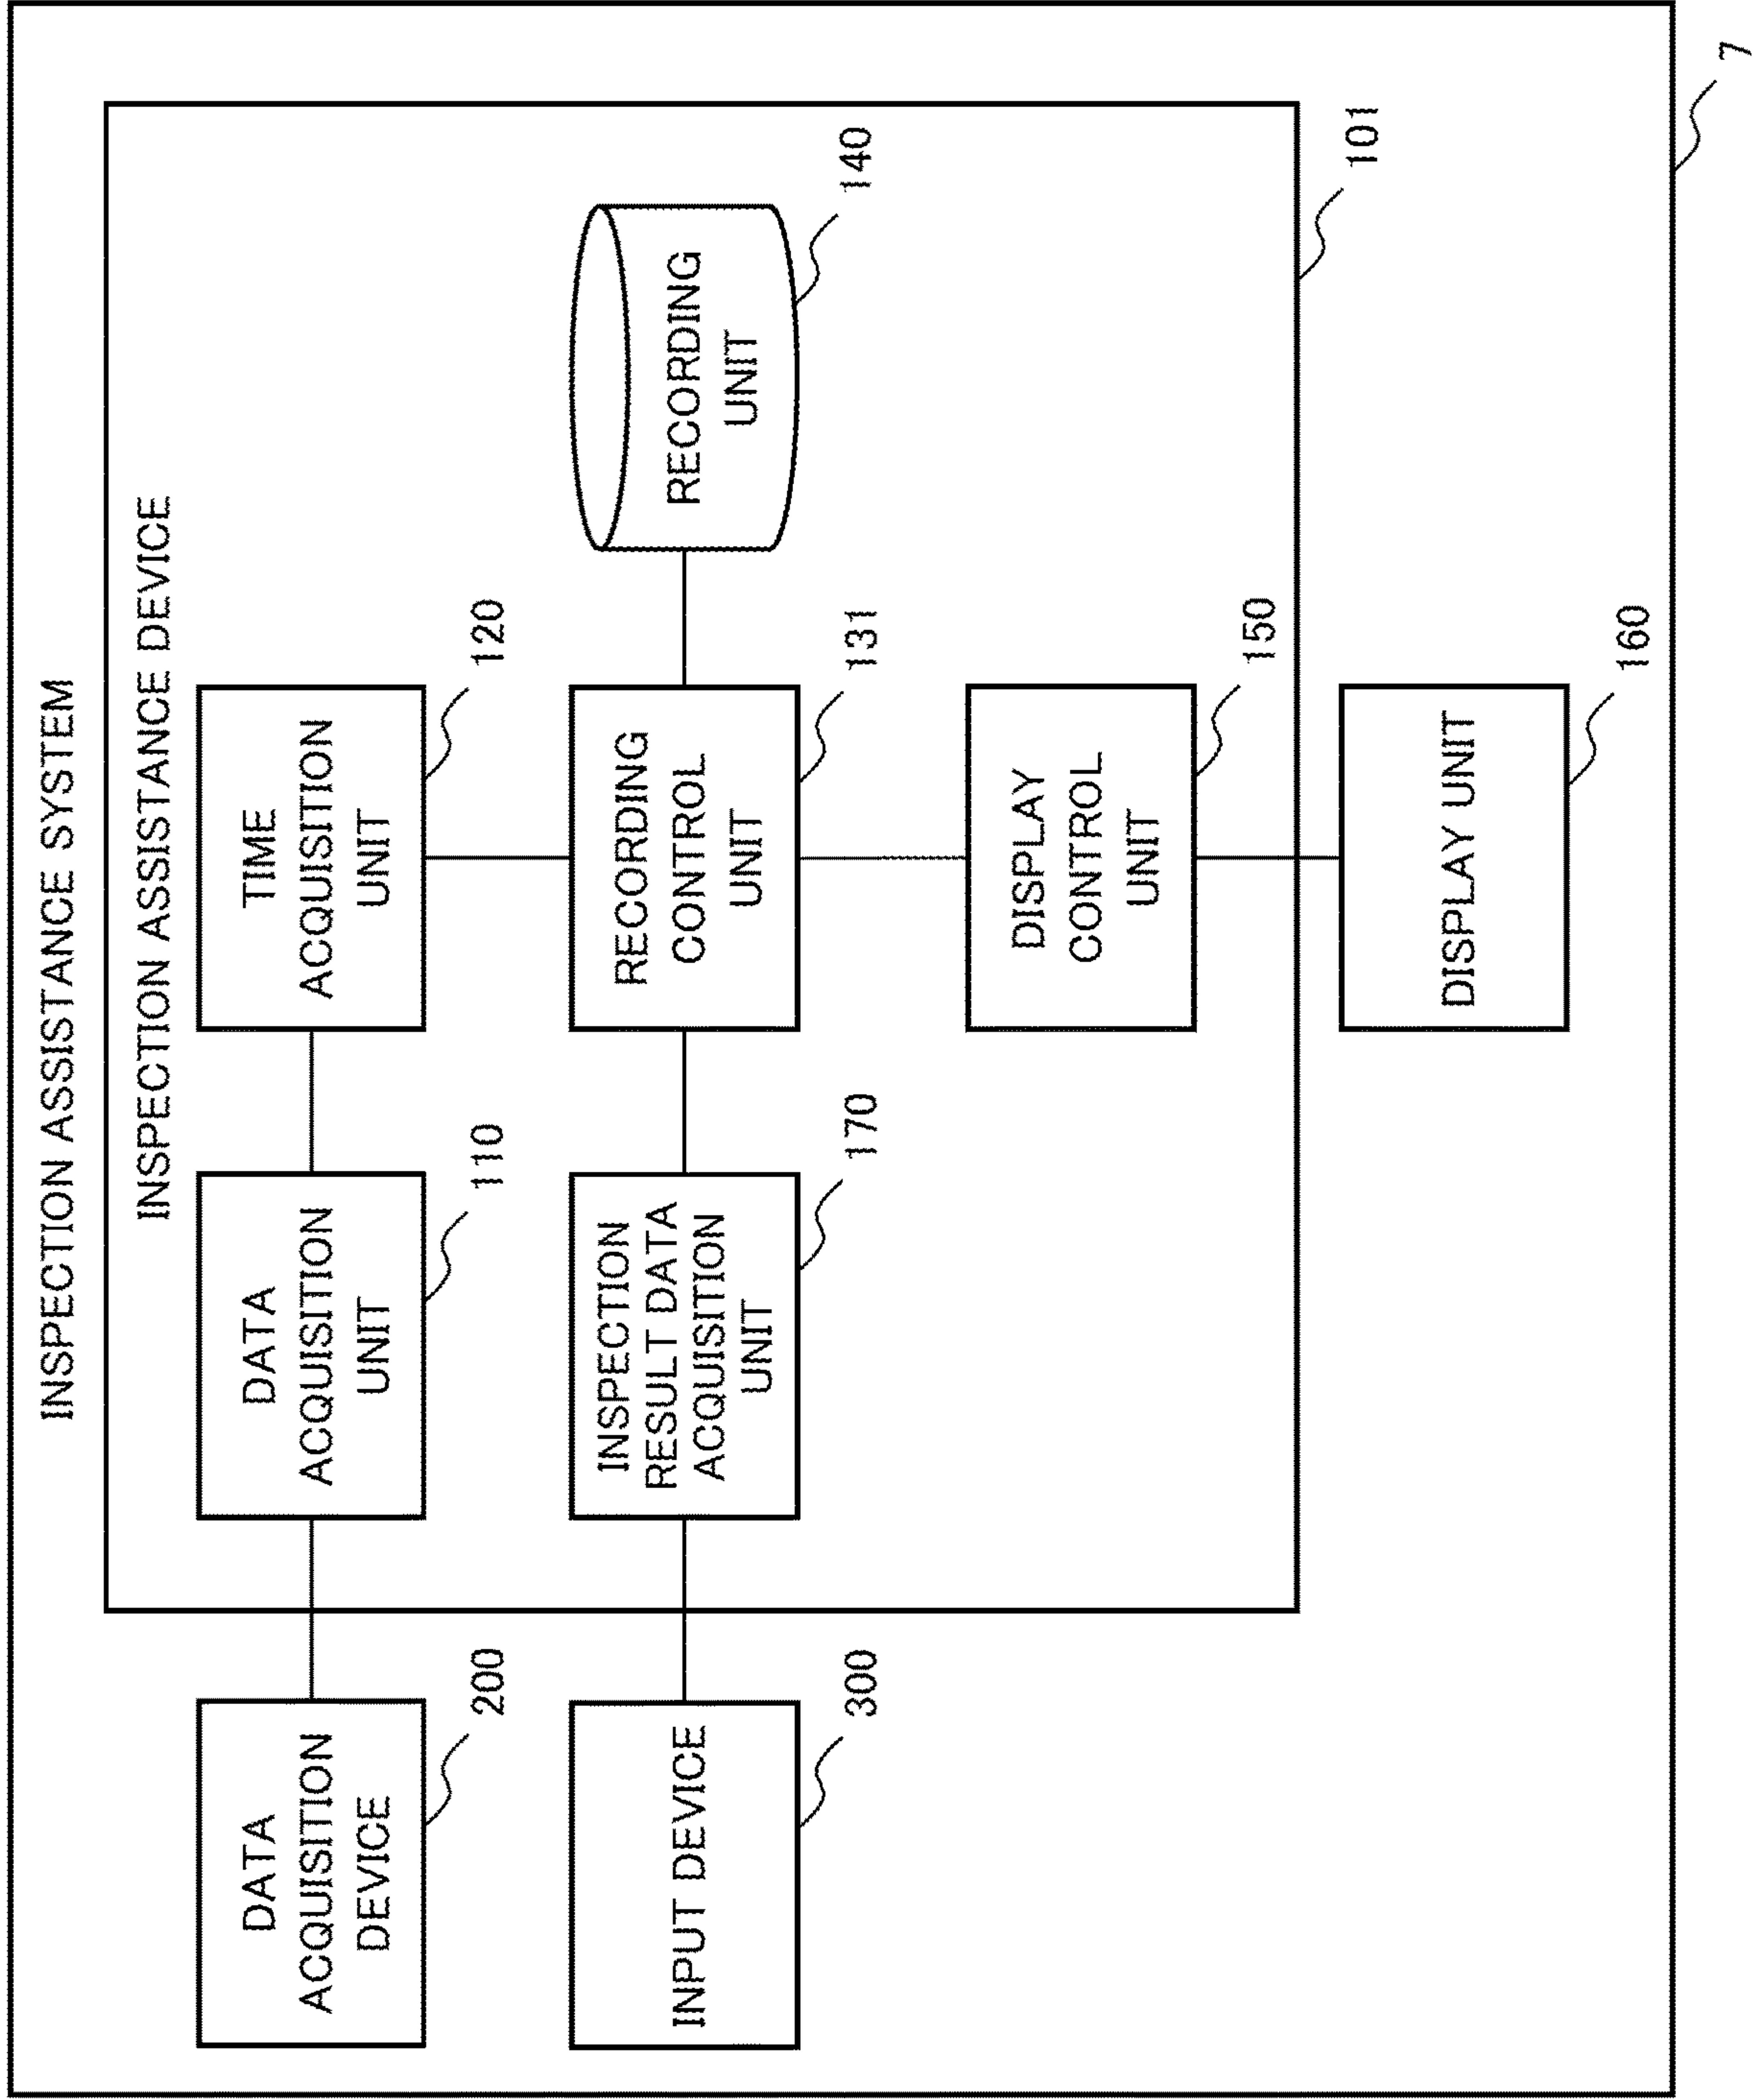 INSPECTION ASSISTANCE SYSTEM
INSPECTION ASSISTANCE DEVICE
DATA
ACQUISITION
DEVICE
200
DATA
ACQUISITION
UNIT
110
TIME
ACQUISITION
UNIT
120
INPUT DEVICE
300
INSPECTION
RESULT DATA
ACQUISITION
UNIT
170
RECORDING
CONTROL
UNIT
131
RECORDING
UNIT
140
DISPLAY
CONTROL
UNIT
150
101
DISPLAY UNIT
160
7